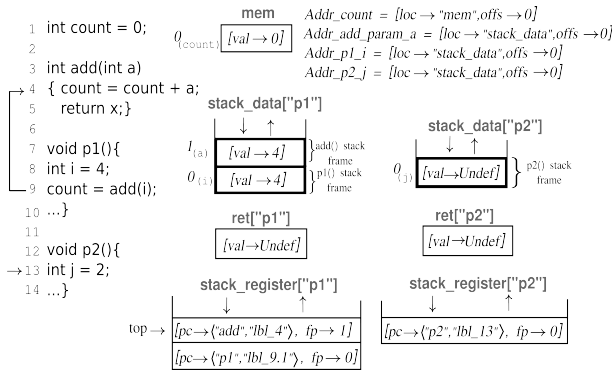 1 int count = 0;
2
3 int add(int a)
4 { count = count + a;
5 return x;}
6
7 void p1(){
8 int i = 4;
9 count = add(i);
10 ...}
11
12 void p2(){
→13 int j = 2;
14 ...}
mem
0(count) [val → 0]
Addr_count = [loc → "mem",offs →0]
Addr_add_param_a = [loc → "stack_data",offs →0]
Addr_p1_i = [loc → "stack_data",offs →0]
Addr_p2_j = [loc → "stack_data",offs →0]
stack_data["p1"]
↓ ↑
1(a) [val → 4] } add() stack
frame
0(i) [val → 4] } p1() stack
frame
stack_data["p2"]
↓ ↑
0(j) [val→Undef] } p2() stack
frame
ret["p1"]
[val→Undef]
ret["p2"]
[val→Undef]
stack_register["p1"]
↓ ↑
top → [pc→⟨"add","lbl_4"⟩, fp→ 1]
[pc→⟨"p1","lbl_9.1"⟩, fp→0]
stack_register["p2"]
↓ ↑
[pc→⟨"p2","lbl_13"⟩, fp→0]